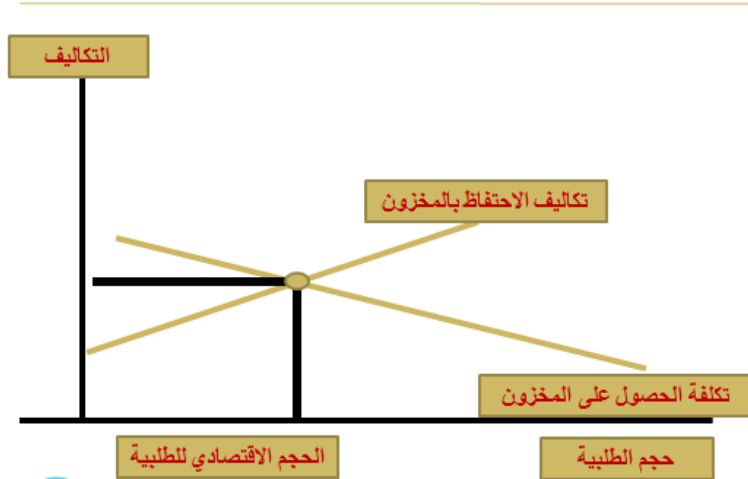 التكاليف
تكاليف الاحتفاظ بالمخزون
تكلفة الحصول على المخزون
الحجم الاقتصادي للطلبية
حجم الطلبية